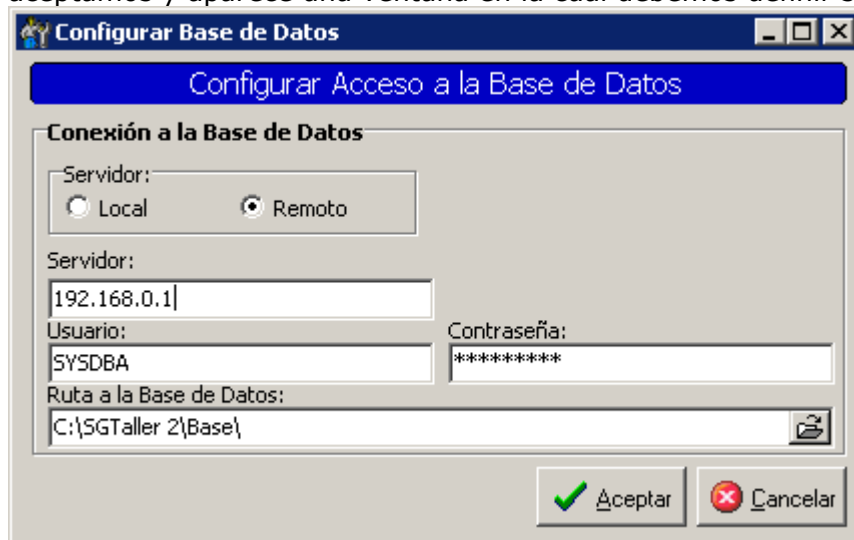 Configurar Base de Datos
Configurar Acceso a la Base de Datos
Conexión a la Base de Datos
Servidor:
Local Remoto
Servidor:
192.168.0.1
Usuario: Contraseña:
SYSDBA *********
Ruta a la Base de Datos:
C:\SGTaller 2\Base\
Aceptar Cancelar